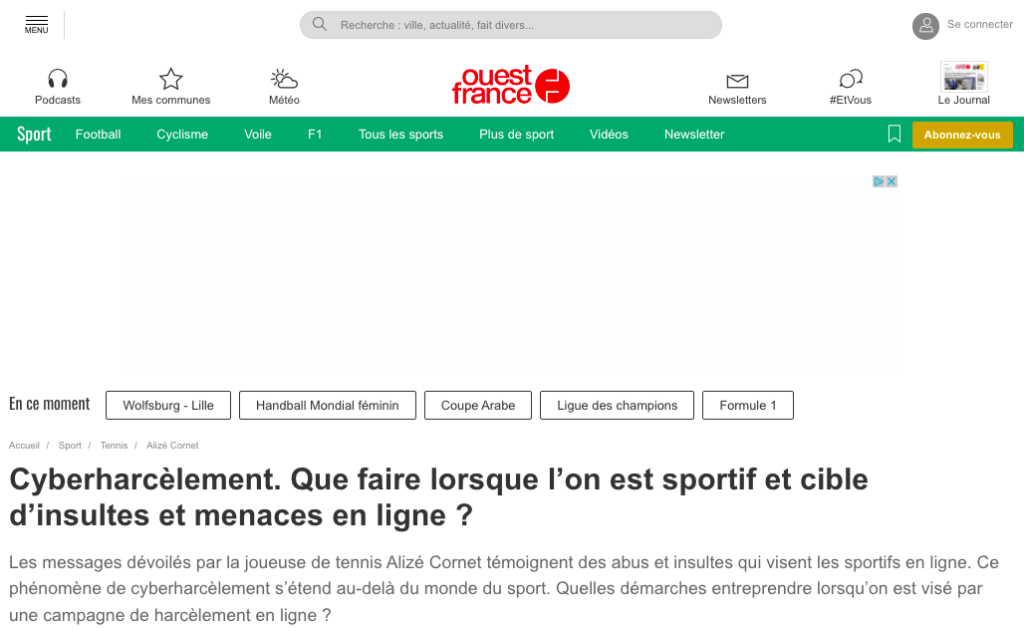 MENU
Recherche : ville, actualité, fait divers...
Se connecter
Podcasts
Mes communes
Météo
ouest
france
Newsletters
#EtVous
Le Journal
Sport
Football
Cyclisme
Voile
F1
Tous les sports
Plus de sport
Vidéos
Newsletter
Abonnez-vous
En ce moment
Wolfsburg - Lille
Handball Mondial féminin
Coupe Arabe
Ligue des champions
Formule 1
Accueil / Sport / Tennis / Alizé Cornet
Cyberharcèlement. Que faire lorsque l’on est sportif et cible
d’insultes et menaces en ligne ?
Les messages dévoilés par la joueuse de tennis Alizé Cornet témoignent des abus et insultes qui visent les sportifs en ligne. Ce
phénomène de cyberharcèlement s’étend au-delà du monde du sport. Quelles démarches entreprendre lorsqu’on est visé par
une campagne de harcèlement en ligne ?